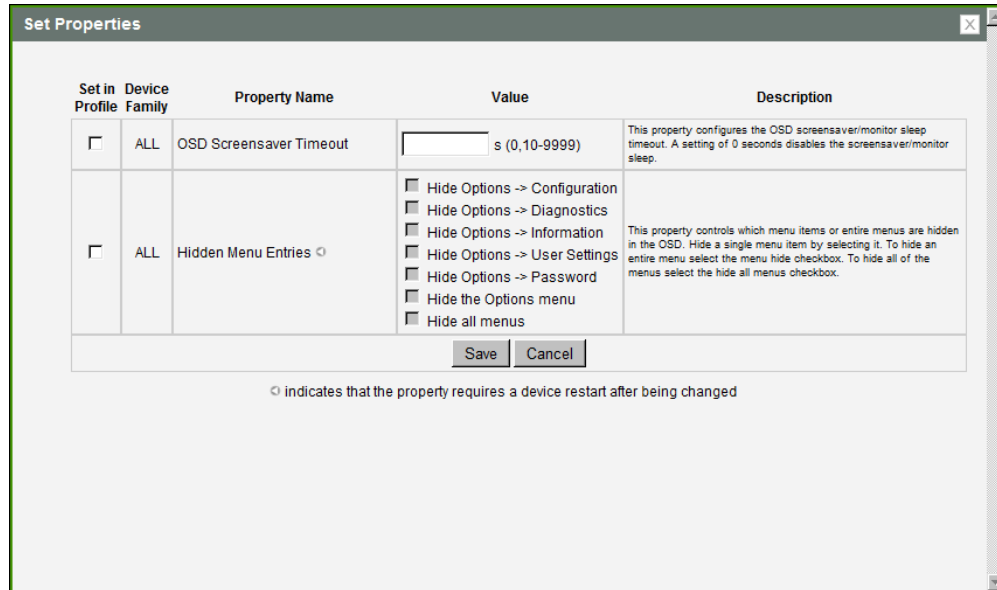 Set Properties
X
Set in Profile
Device Family
Property Name
Value
Description
ALL
OSD Screensaver Timeout
s (0,10-9999)
This property configures the OSD screensaver/monitor sleep
timeout. A setting of 0 seconds disables the screensaver/monitor
sleep.
ALL
Hidden Menu Entries
Hide Options -> Configuration
Hide Options -> Diagnostics
Hide Options -> Information
Hide Options -> User Settings
Hide Options -> Password
Hide the Options menu
Hide all menus
This property controls which menu items or entire menus are hidden
in the OSD. Hide a single menu item by selecting it. To hide an
entire menu select the menu hide checkbox. To hide all of the
menus select the hide all menus checkbox.
Save
Cancel
indicates that the property requires a device restart after being changed